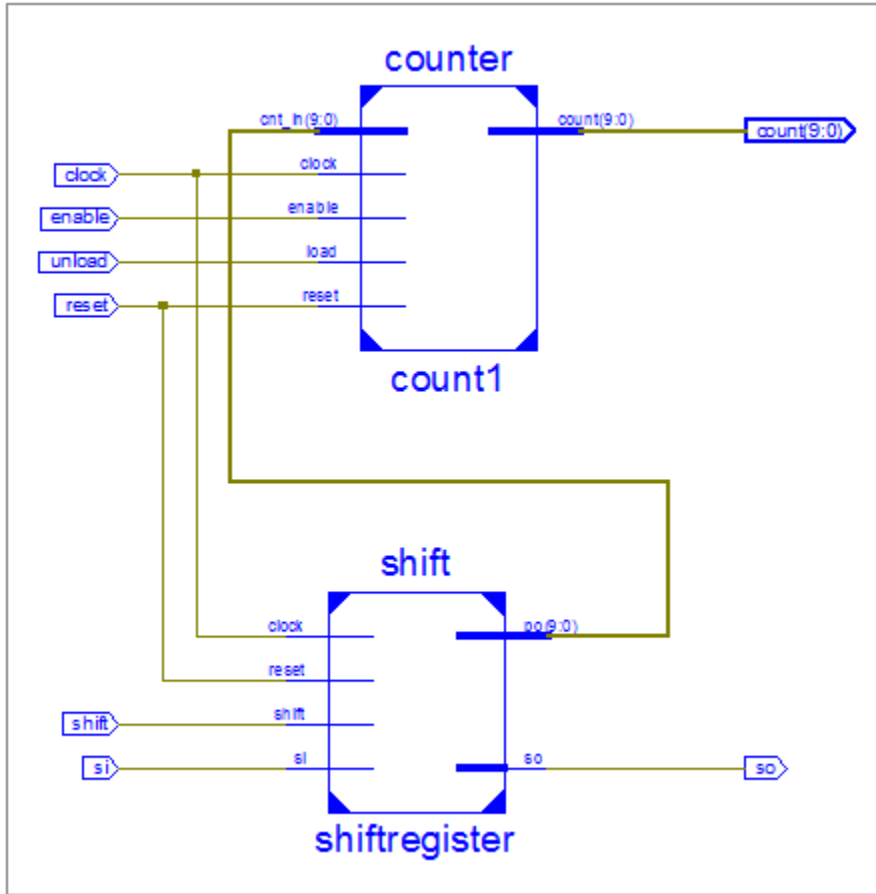 counter
cnt_in(9:0)
count(9:0)
count(9:0)
clock
clock
enable
enable
unload
load
reset
reset
count1
shift
clock
po(9:0)
reset
shift
shift
si
si
so
so
shiftregister